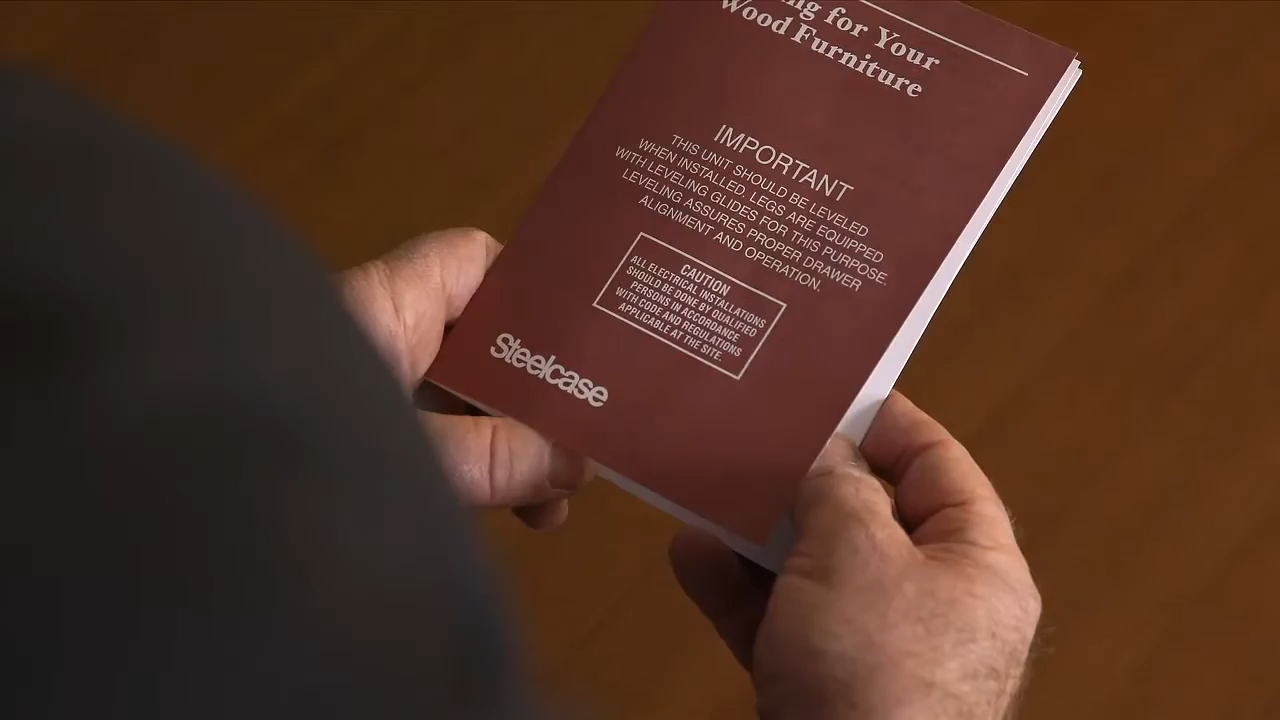 ng for Your
Wood Furniture
IMPORTANT
THIS UNIT SHOULD BE LEVELED
WHEN INSTALLED. LEGS ARE EQUIPPED
WITH LEVELING GLIDES FOR THIS PURPOSE.
LEVELING ASSURES PROPER DRAWER
ALIGNMENT AND OPERATION.
CAUTION
ALL ELECTRICAL INSTALLATIONS
SHOULD BE DONE BY QUALIFIED
PERSONS IN ACCORDANCE
WITH CODE AND REGULATIONS
APPLICABLE AT THE SITE.
Steelcase